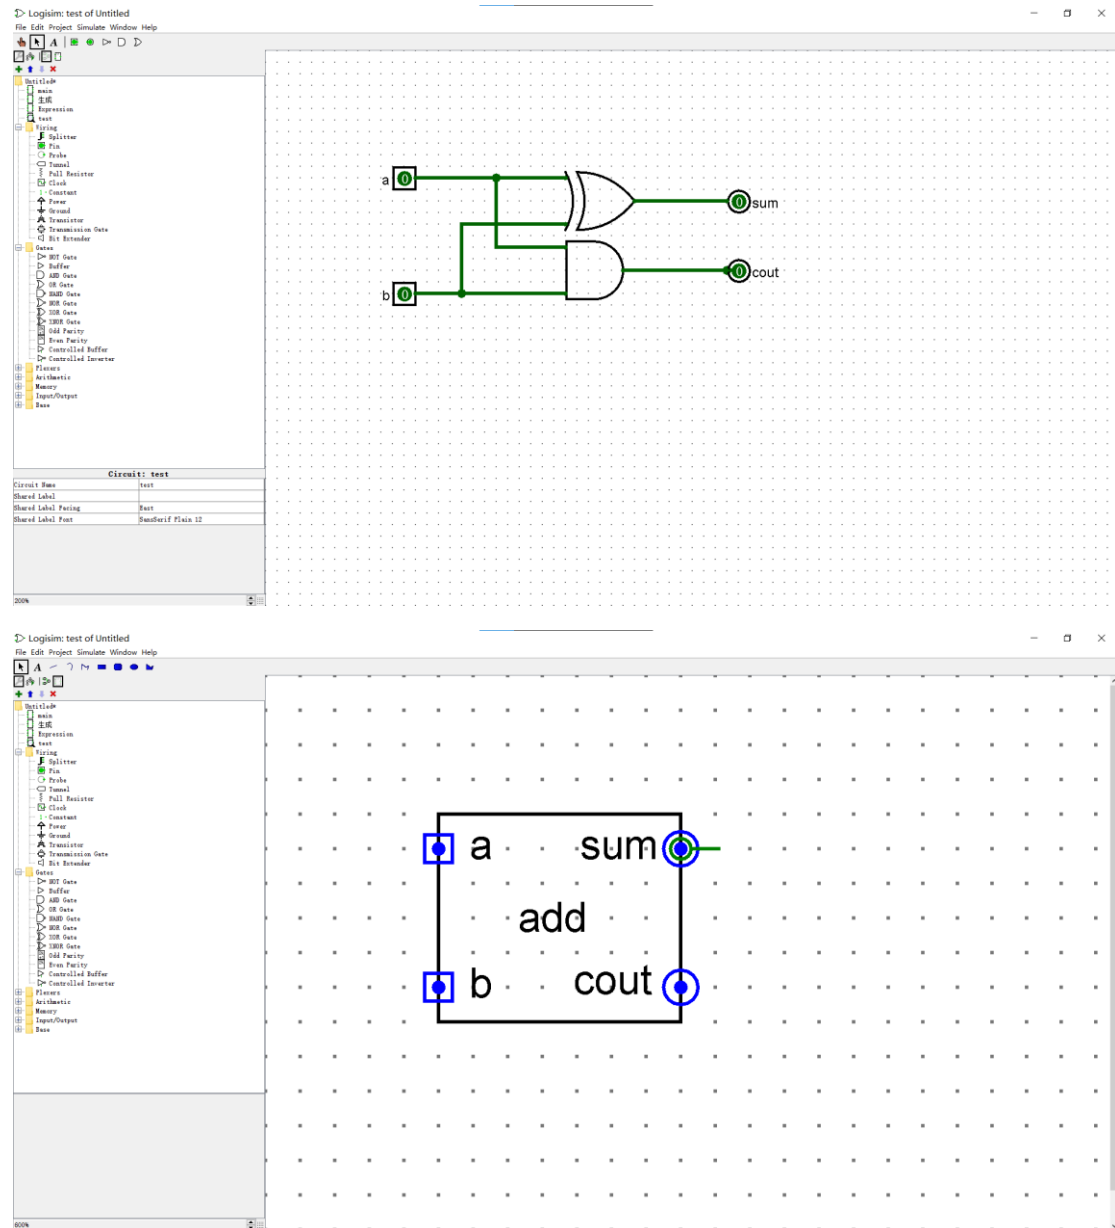 Logisim: test of Untitled
File Edit Project Simulate Window Help
A
Untitled*
main
生成
Expression
test
Wiring
Splitter
Pin
Probe
Tunnel
Pull Resistor
Clock
Constant
Power
Ground
Transistor
Transmission Gate
Bit Extender
Gates
NOT Gate
Buffer
AND Gate
OR Gate
NAND Gate
NOR Gate
XOR Gate
XNOR Gate
Odd Parity
Even Parity
Controlled Buffer
Controlled Inverter
Plexers
Arithmetic
Memory
Input/Output
Base
Circuit: test
Circuit Name test
Shared Label
Shared Label Facing East
Shared Label Font SansSerif Plain 12
200%
a 0
0 sum
0 cout
b 0
Logisim: test of Untitled
File Edit Project Simulate Window Help
A
Untitled*
main
生成
Expression
test
Wiring
Splitter
Pin
Probe
Tunnel
Pull Resistor
Clock
Constant
Power
Ground
Transistor
Transmission Gate
Bit Extender
Gates
NOT Gate
Buffer
AND Gate
OR Gate
NAND Gate
NOR Gate
XOR Gate
XNOR Gate
Odd Parity
Even Parity
Controlled Buffer
Controlled Inverter
Plexers
Arithmetic
Memory
Input/Output
Base
600%
a sum
add
b cout